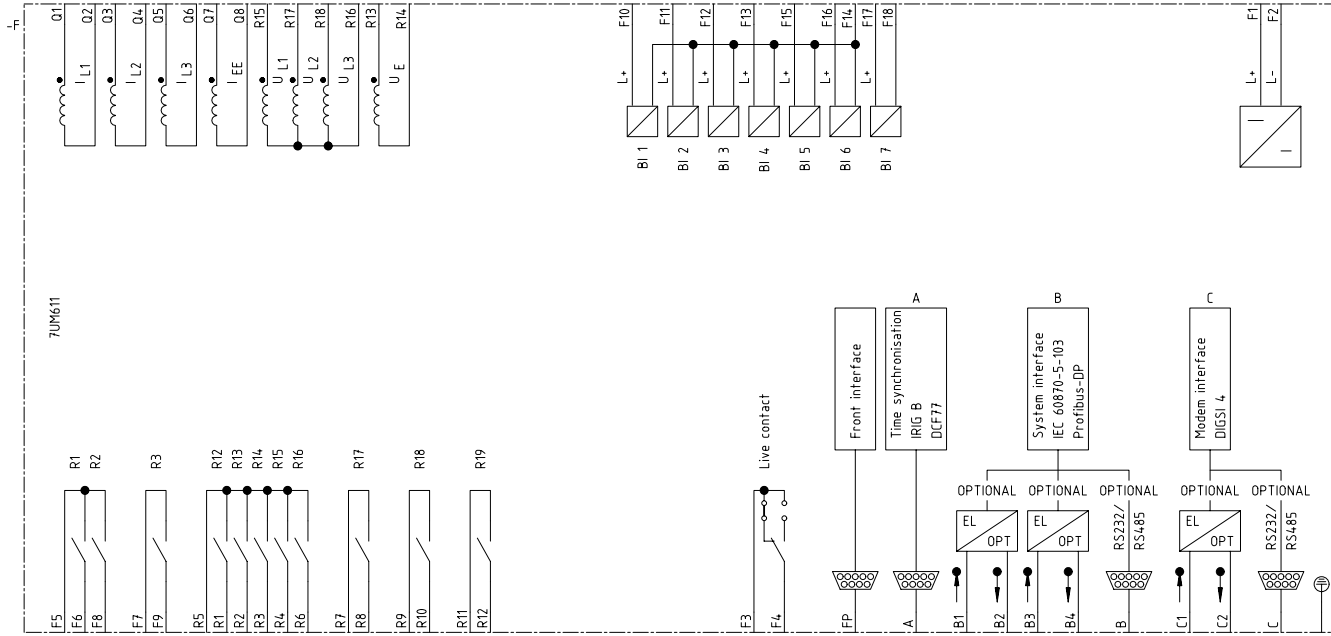 -F
Q1
Q2
Q3
Q4
Q5
Q6
Q7
Q8
R15
R17
R18
R16
R13
R14
F10
F11
F12
F13
F15
F16
F14
F17
F18
F1
F2
I L1
I L2
I L3
I EE
U L1
U L2
U L3
U E
L+
L+
L+
L+
L+
L+
L+
L+
L-
BI 1
BI 2
BI 3
BI 4
BI 5
BI 6
BI 7
7UM611
A
B
C
Front interface
Time synchronisation
IRIG B
DCF77
System interface
IEC 60870-5-103
Profibus-DP
Modem interface
DIGSI 4
R1
R2
R3
R12
R13
R14
R15
R16
R17
R18
R19
Live contact
OPTIONAL
OPTIONAL
OPTIONAL
OPTIONAL
OPTIONAL
EL
OPT
EL
OPT
RS232/
RS485
EL
OPT
RS232/
RS485
F5
F6
F8
F7
F9
R5
R1
R2
R3
R4
R6
R7
R8
R9
R10
R11
R12
F3
F4
FP
A
B1
B2
B3
B4
B
C1
C2
C